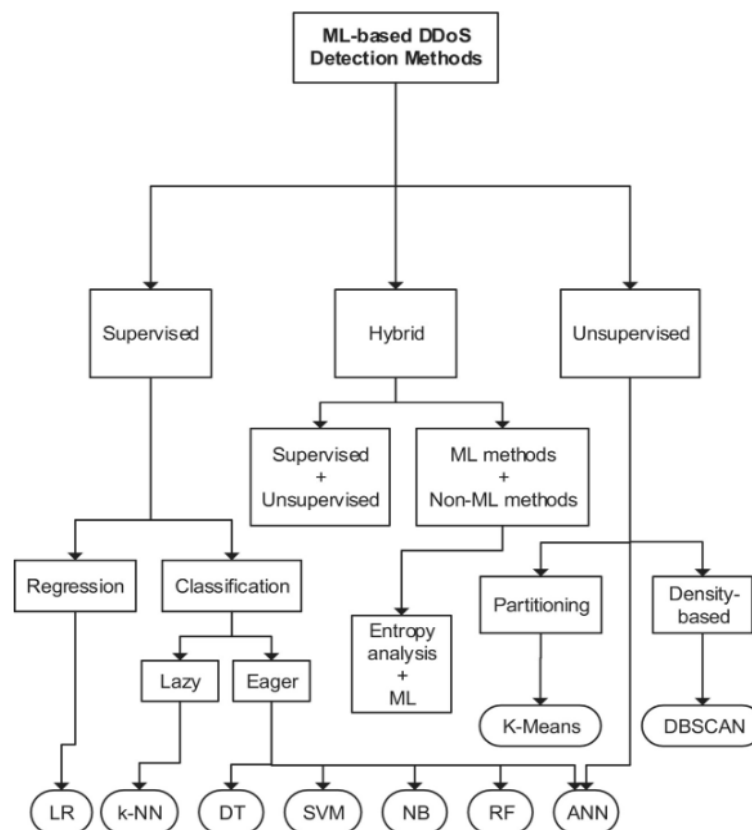 ML-based DDoS
Detection Methods
Supervised
Hybrid
Unsupervised
Supervised
+
Unsupervised
ML methods
+
Non-ML methods
Regression
Classification
Partitioning
Density-
based
Entropy
analysis
+
ML
Lazy
Eager
K-Means
DBSCAN
LR
k-NN
DT
SVM
NB
RF
ANN